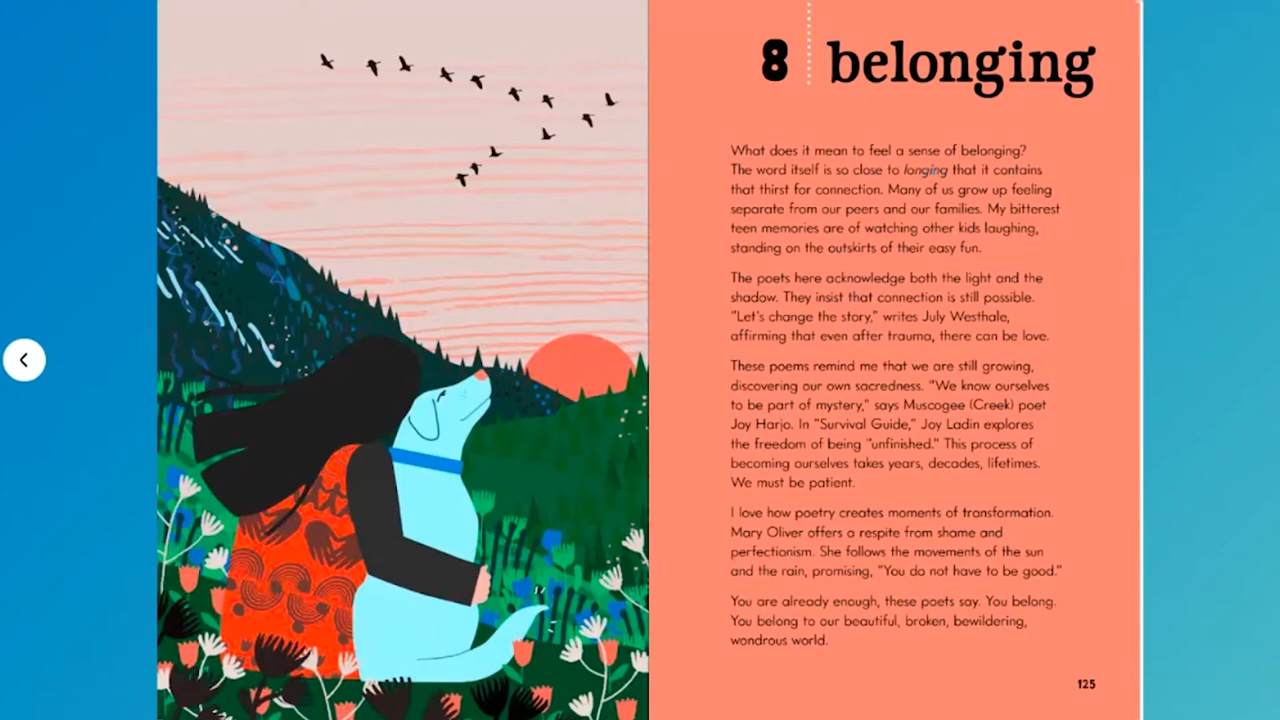 8 belonging
What does it mean to feel a sense of belonging?
The word itself is so close to longing that it contains
that thirst for connection. Many of us grow up feeling
separate from our peers and our families. My bitterest
teen memories are of watching other kids laughing,
standing on the outskirts of their easy fun.
The poets here acknowledge both the light and the
shadow. They insist that connection is still possible.
"Let's change the story," writes July Westhale,
affirming that even after trauma, there can be love.
These poems remind me that we are still growing,
discovering our own sacredness. "We know ourselves
to be part of mystery," says Muscogee (Creek) poet
Joy Harjo. In "Survival Guide," Joy Ladin explores
the freedom of being "unfinished." This process of
becoming ourselves takes years, decades, lifetimes.
We must be patient.
I love how poetry creates moments of transformation.
Mary Oliver offers a respite from shame and
perfectionism. She follows the movements of the sun
and the rain, promising, "You do not have to be good."
You are already enough, these poets say. You belong.
You belong to our beautiful, broken, bewildering,
wondrous world.
125